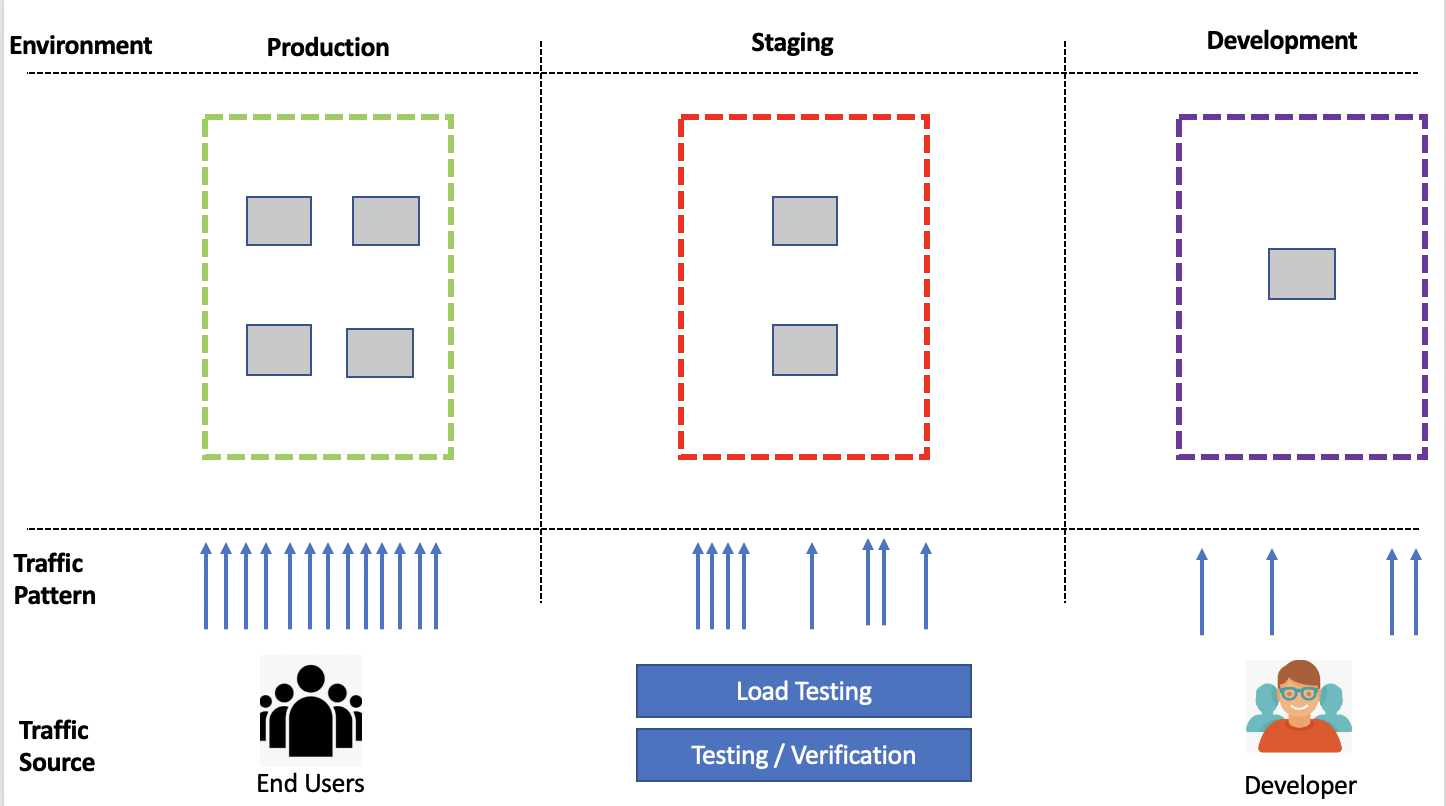 Environment
Production
Staging
Development
Traffic
Pattern
Traffic
Source
End Users
Load Testing
Testing / Verification
Developer